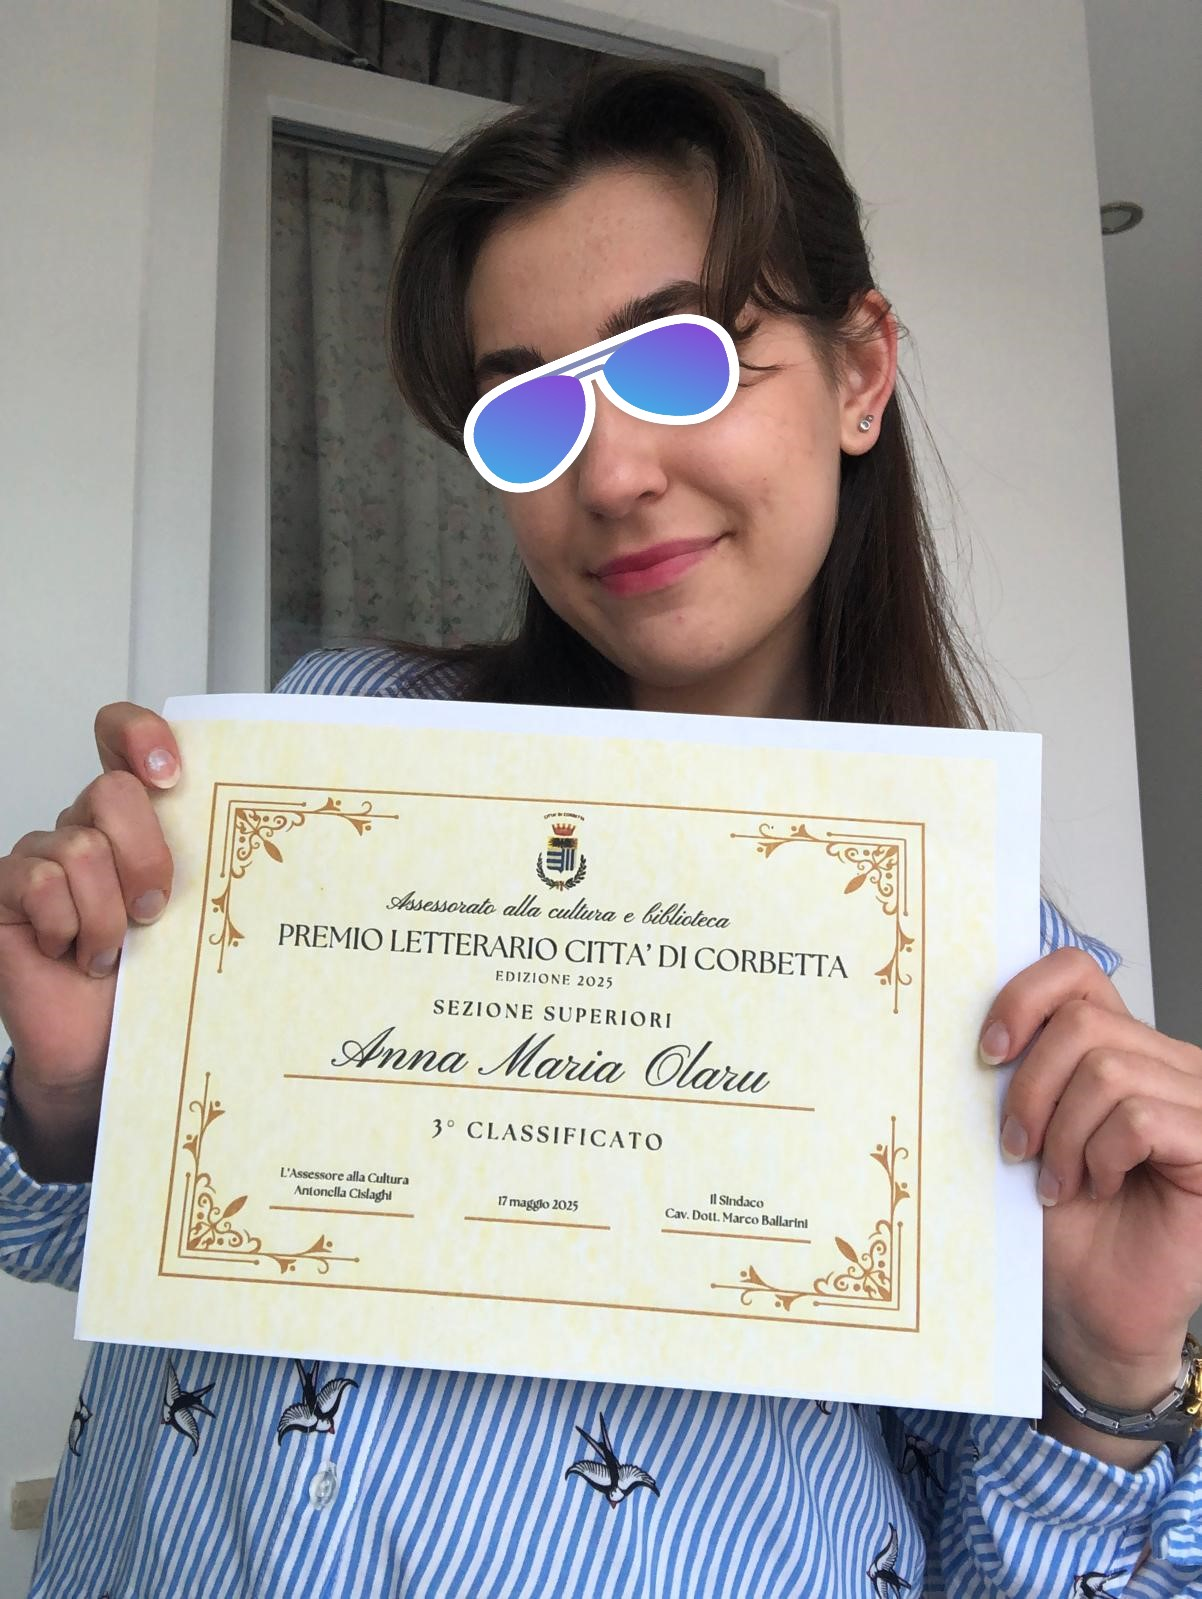 CITTA' DI CORBETTA
Assessorato alla cultura e biblioteca
PREMIO LETTERARIO CITTA' DI CORBETTA
EDIZIONE 2025
SEZIONE SUPERIORI
Anna Maria Olaru
3° CLASSIFICATO
L'Assessore alla Cultura
Antonella Cislaghi
17 maggio 2025
Il Sindaco
Cav. Dott. Marco Ballarini